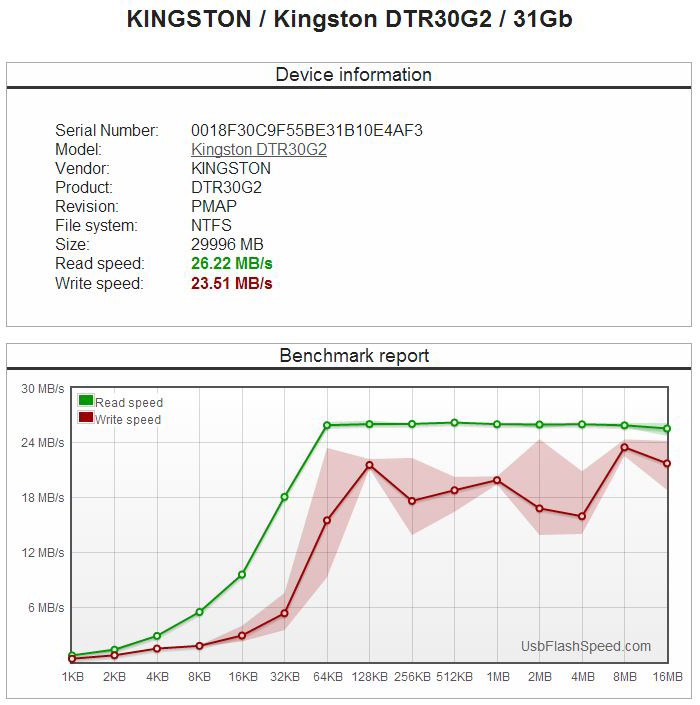 KINGSTON / Kingston DTR30G2 / 31Gb
Device information
Serial Number: 0018F30C9F55BE31B10E4AF3
Model: Kingston DTR30G2
Vendor: KINGSTON
Product: DTR30G2
Revision: PMAP
File system: NTFS
Size: 29996 MB
Read speed: 26.22 MB/s
Write speed: 23.51 MB/s
Benchmark report
30 MB/s
Read speed
Write speed
24 MB/s
18 MB/s
12 MB/s
6 MB/s
UsbFlashSpeed.com
1KB 2KB 4KB 8KB 16KB 32KB 64KB 128KB 256KB 512KB 1MB 2MB 4MB 8MB 16MB